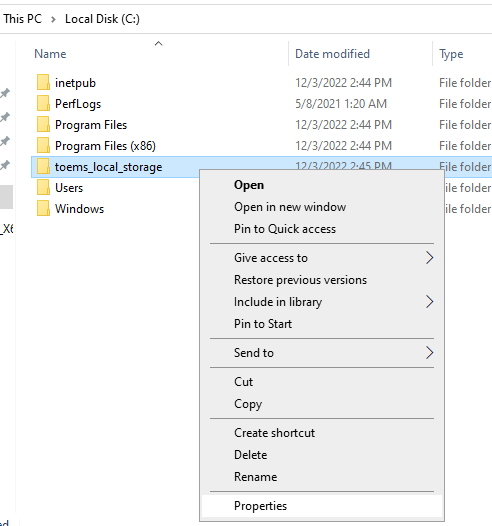 This PC > Local Disk (C:)
Name Date modified Type
inetpub 12/3/2022 2:44 PM File folder
PerfLogs 5/8/2021 1:20 AM File folder
Program Files 12/3/2022 2:44 PM File folder
Program Files (x86) 12/3/2022 2:44 PM File folder
toems_local_storage 12/3/2022 2:45 PM File folder
Users File folder
Windows File folder
_X6
Open
Open in new window
Pin to Quick access
Give access to
Restore previous versions
Include in library
Pin to Start
Send to
Cut
Copy
Create shortcut
Delete
Rename
Properties